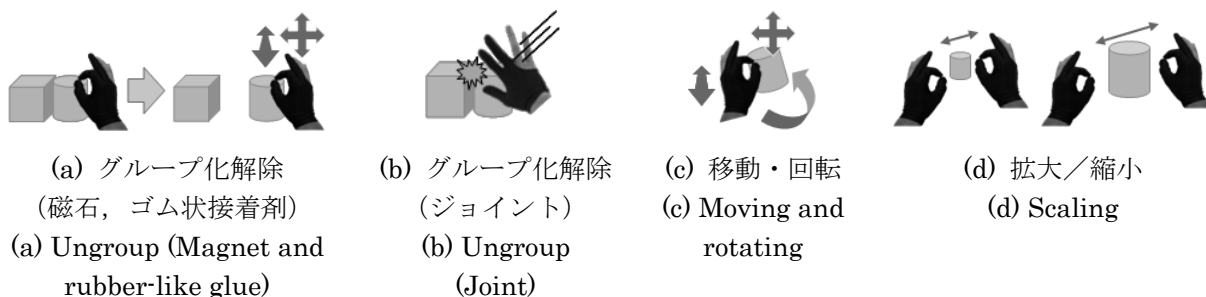 (a) グループ化解除
（磁石，ゴム状接着剤）
(a) Ungroup (Magnet and
rubber-like glue)
(b) グループ化解除
（ジョイント）
(b) Ungroup
(Joint)
(c) 移動・回転
(c) Moving and
rotating
(d) 拡大／縮小
(d) Scaling